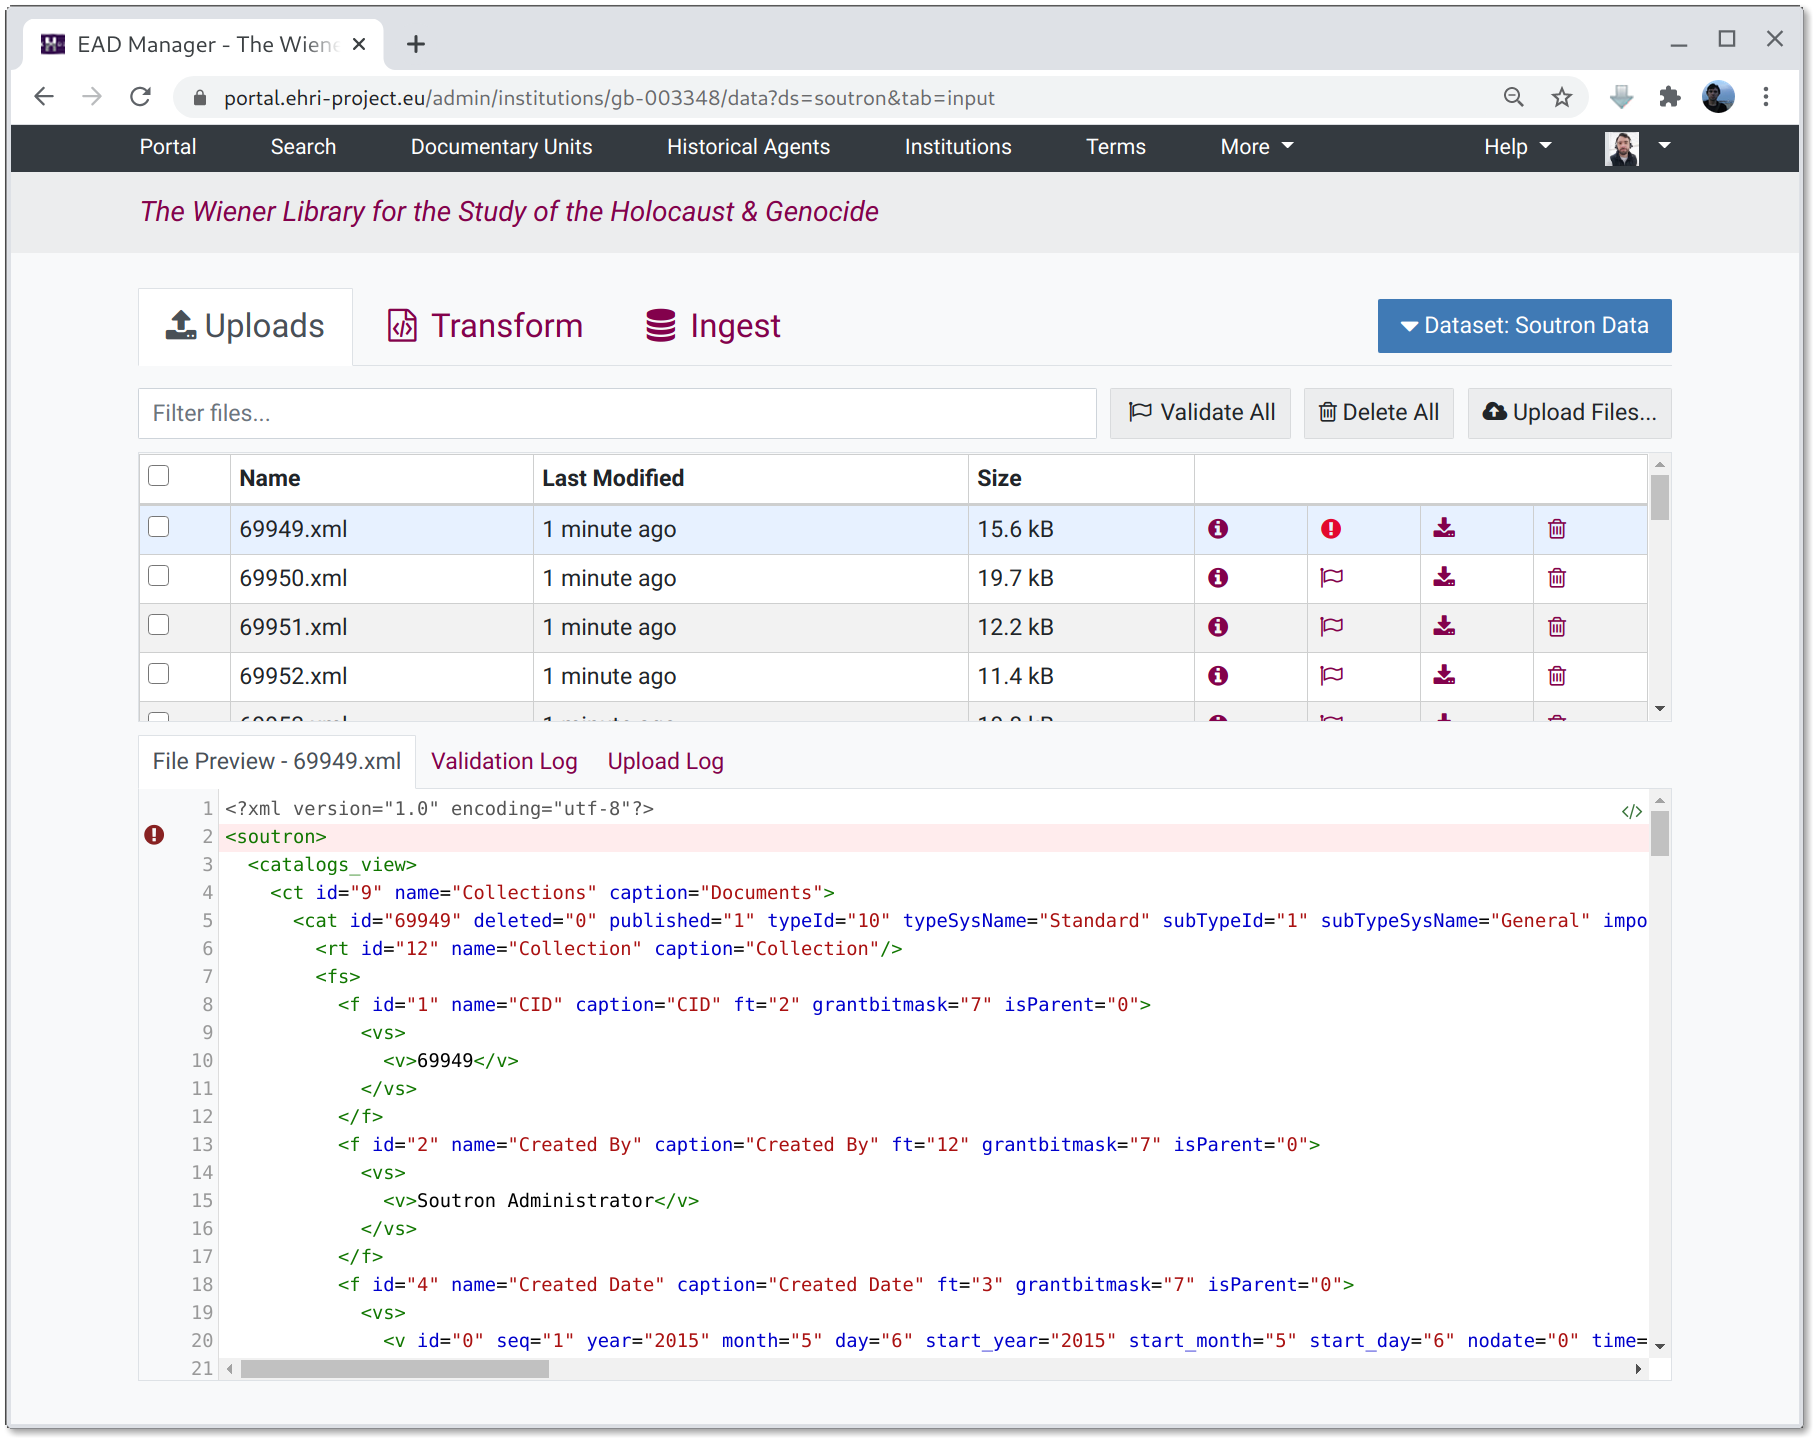 EAD Manager - The Wiene
portal.ehri-project.eu/admin/institutions/gb-003348/data?ds=soutron&tab=input
Portal Search Documentary Units Historical Agents Institutions Terms More Help
The Wiener Library for the Study of the Holocaust & Genocide
Uploads Transform Ingest Dataset: Soutron Data
Filter files... Validate All Delete All Upload Files...
Name Last Modified Size
69949.xml 1 minute ago 15.6 kB
69950.xml 1 minute ago 19.7 kB
69951.xml 1 minute ago 12.2 kB
69952.xml 1 minute ago 11.4 kB
File Preview - 69949.xml Validation Log Upload Log
1 <?xml version="1.0" encoding="utf-8"?>
2 <soutron>
3 <catalogs_view>
4 <ct id="9" name="Collections" caption="Documents">
5 <cat id="69949" deleted="0" published="1" typeId="10" typeSysName="Standard" subTypeId="1" subTypeSysName="General" impo
6 <rt id="12" name="Collection" caption="Collection"/>
7 <fs>
8 <f id="1" name="CID" caption="CID" ft="2" grantbitmask="7" isParent="0">
9 <vs>
10 <v>69949</v>
11 </vs>
12 </f>
13 <f id="2" name="Created By" caption="Created By" ft="12" grantbitmask="7" isParent="0">
14 <vs>
15 <v>Soutron Administrator</v>
16 </vs>
17 </f>
18 <f id="4" name="Created Date" caption="Created Date" ft="3" grantbitmask="7" isParent="0">
19 <vs>
20 <v id="0" seq="1" year="2015" month="5" day="6" start_year="2015" start_month="5" start_day="6" nodate="0" time=
21